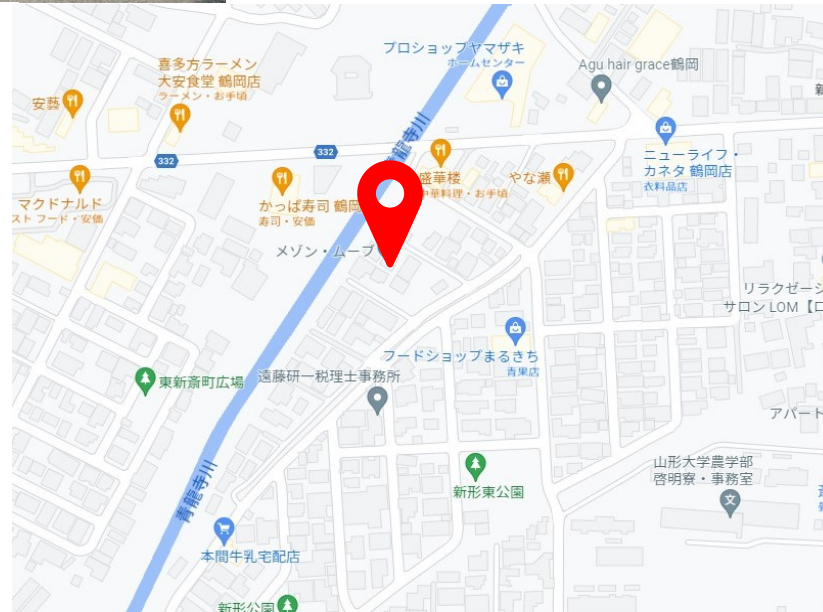 プロショップヤマザキ
ホームセンター
喜多方ラーメン
大安食堂 鶴岡店
ラーメン・お手頃
Agu hair grace鶴岡
安藝
332
332
龍寺川
盛華楼
中華料理・お手頃
やな瀬
ニューライフ・
カネタ 鶴岡店
衣料品店
マクドナルド
スト フード・安価
かっぱ寿司 鶴岡
寿司・安価
メゾン・ムーブ
リラクゼーシ
サロン LOM【ロ
フードショップまるきち
青果店
東新斎町広場
遠藤研一税理士事務所
アパート
山形大学農学部
啓明寮・事務室
新形東公園
青龍寺川
本間牛乳宅配店
新形公園